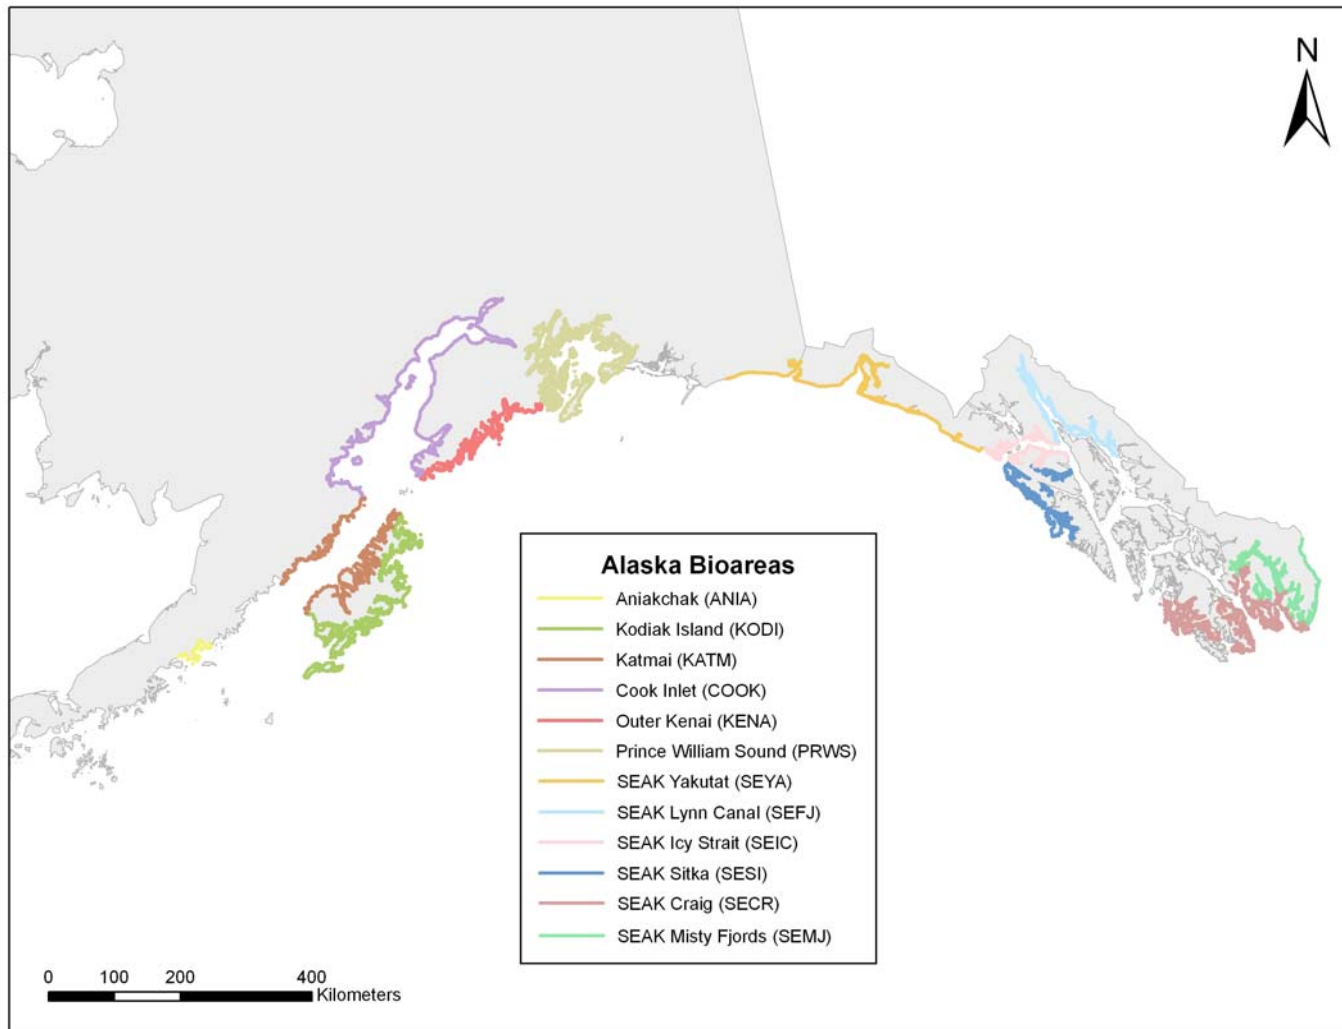 N
Alaska Bioareas
Aniakchak (ANIA)
Kodiak Island (KODI)
Katmai (KATM)
Cook Inlet (COOK)
Outer Kenai (KENA)
Prince William Sound (PRWS)
SEAK Yakutat (SEYA)
SEAK Lynn Canal (SEFJ)
SEAK Icy Strait (SEIC)
SEAK Sitka (SESI)
SEAK Craig (SECR)
SEAK Misty Fjords (SEMJ)
0 100 200 400
Kilometers